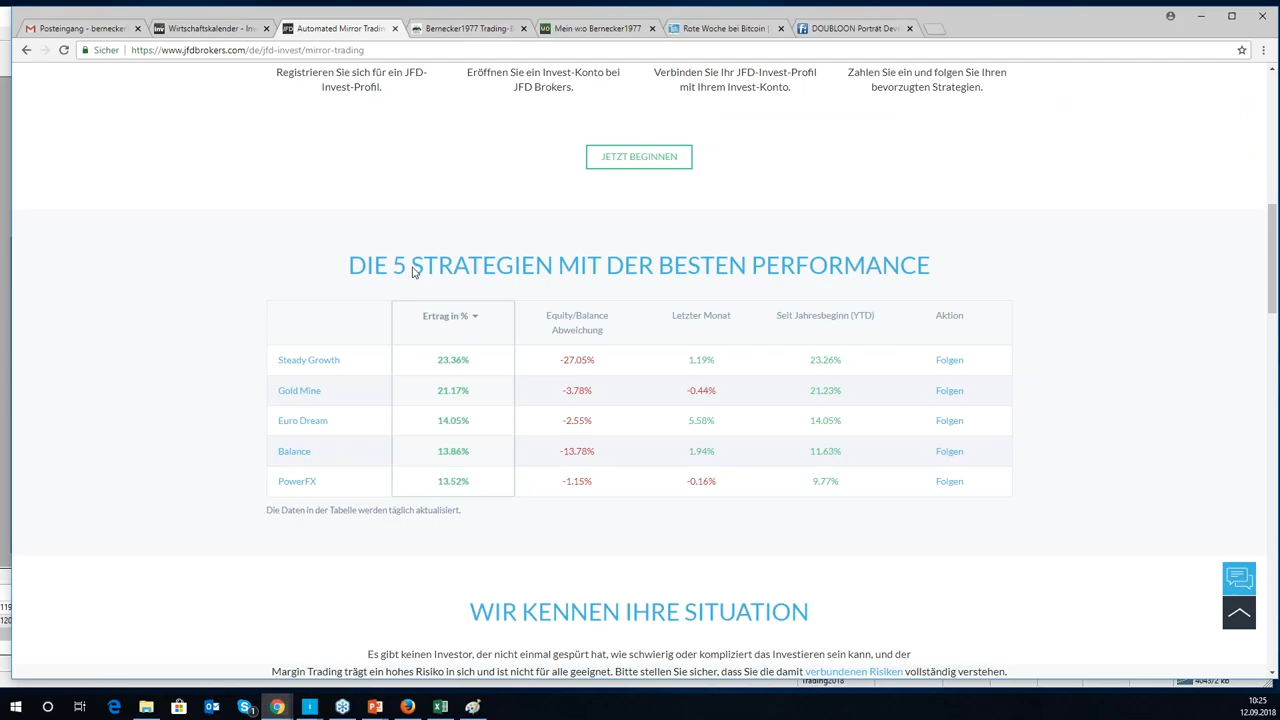 Posteingang - bernecker
Wirtschaftskalender - Inv
Automated Mirror Tradin
Bernecker1977 Trading-E
Mein w:o Bernecker1977
Rote Woche bei Bitcoin |
DOUBLOON Porträt Dev
Sicher | https://www.jfdbrokers.com/de/jfd-invest/mirror-trading
Registrieren Sie sich für ein JFD-
Invest-Profil.
Eröffnen Sie ein Invest-Konto bei
JFD Brokers.
Verbinden Sie Ihr JFD-Invest-Profil
mit Ihrem Invest-Konto.
Zahlen Sie ein und folgen Sie Ihren
bevorzugten Strategien.
JETZT BEGINNEN
DIE 5 STRATEGIEN MIT DER BESTEN PERFORMANCE
Ertrag in % Equity/Balance Abweichung Letzter Monat Seit Jahresbeginn (YTD) Aktion
Steady Growth 23.36% -27.05% 1.19% 23.26% Folgen
Gold Mine 21.17% -3.78% -0.44% 21.23% Folgen
Euro Dream 14.05% -2.55% 5.58% 14.05% Folgen
Balance 13.86% -13.78% 1.94% 11.63% Folgen
PowerFX 13.52% -1.15% -0.16% 9.77% Folgen
Die Daten in der Tabelle werden täglich aktualisiert.
WIR KENNEN IHRE SITUATION
Es gibt keinen Investor, der nicht einmal gespürt hat, wie schwierig oder kompliziert das Investieren sein kann, und der
Margin Trading trägt ein hohes Risiko in sich und ist nicht für alle geeignet. Bitte stellen Sie sicher, dass Sie die damit verbundenen Risiken vollständig verstehen.
119
120
Trading2018
4043/2 kb
10:25
12.09.2018